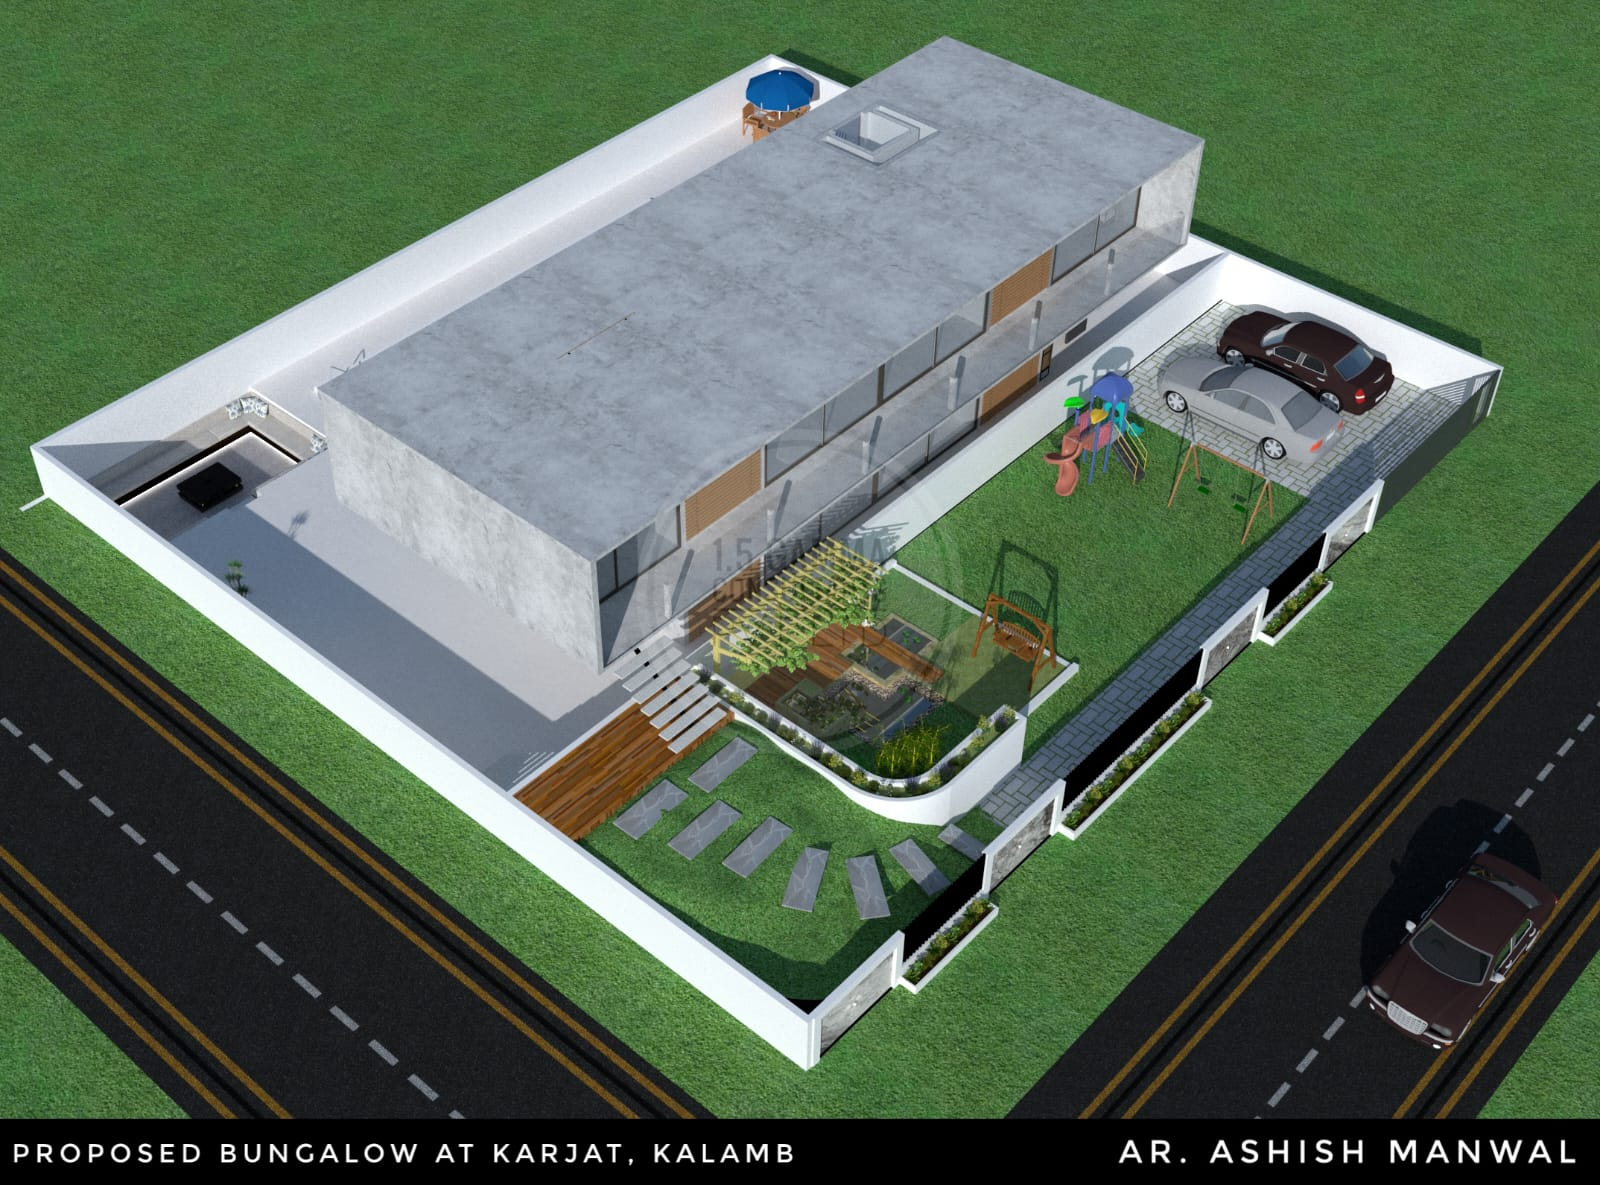 PROPOSED BUNGALOW AT KARJAT, KALAMB
AR. ASHISH MANWAL